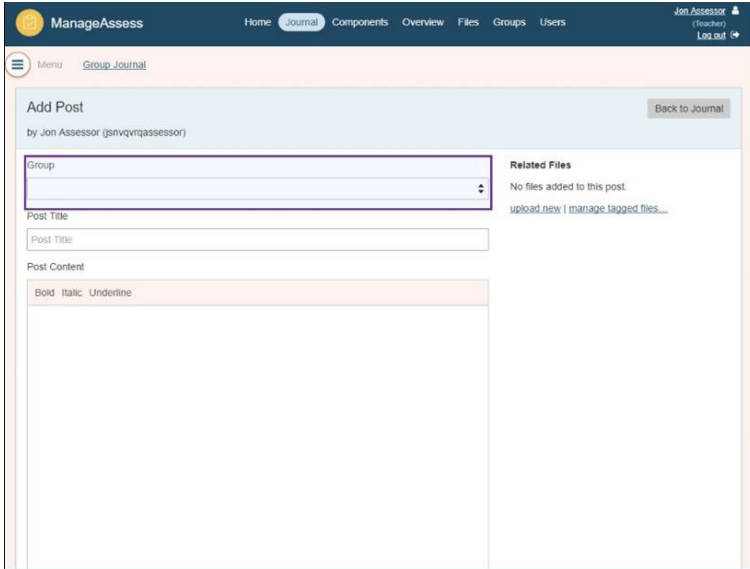 ManageAssess
Home Journal Components Overview Files Groups Users
Jon Assessor
(Teacher)
Log out
Menu Group Journal
Add Post
Back to Journal
by Jon Assessor (jsnvqvrqassessor)
Group
Related Files
No files added to this post.
upload new | manage tagged files...
Post Title
Post Title
Post Content
Bold Italic Underline